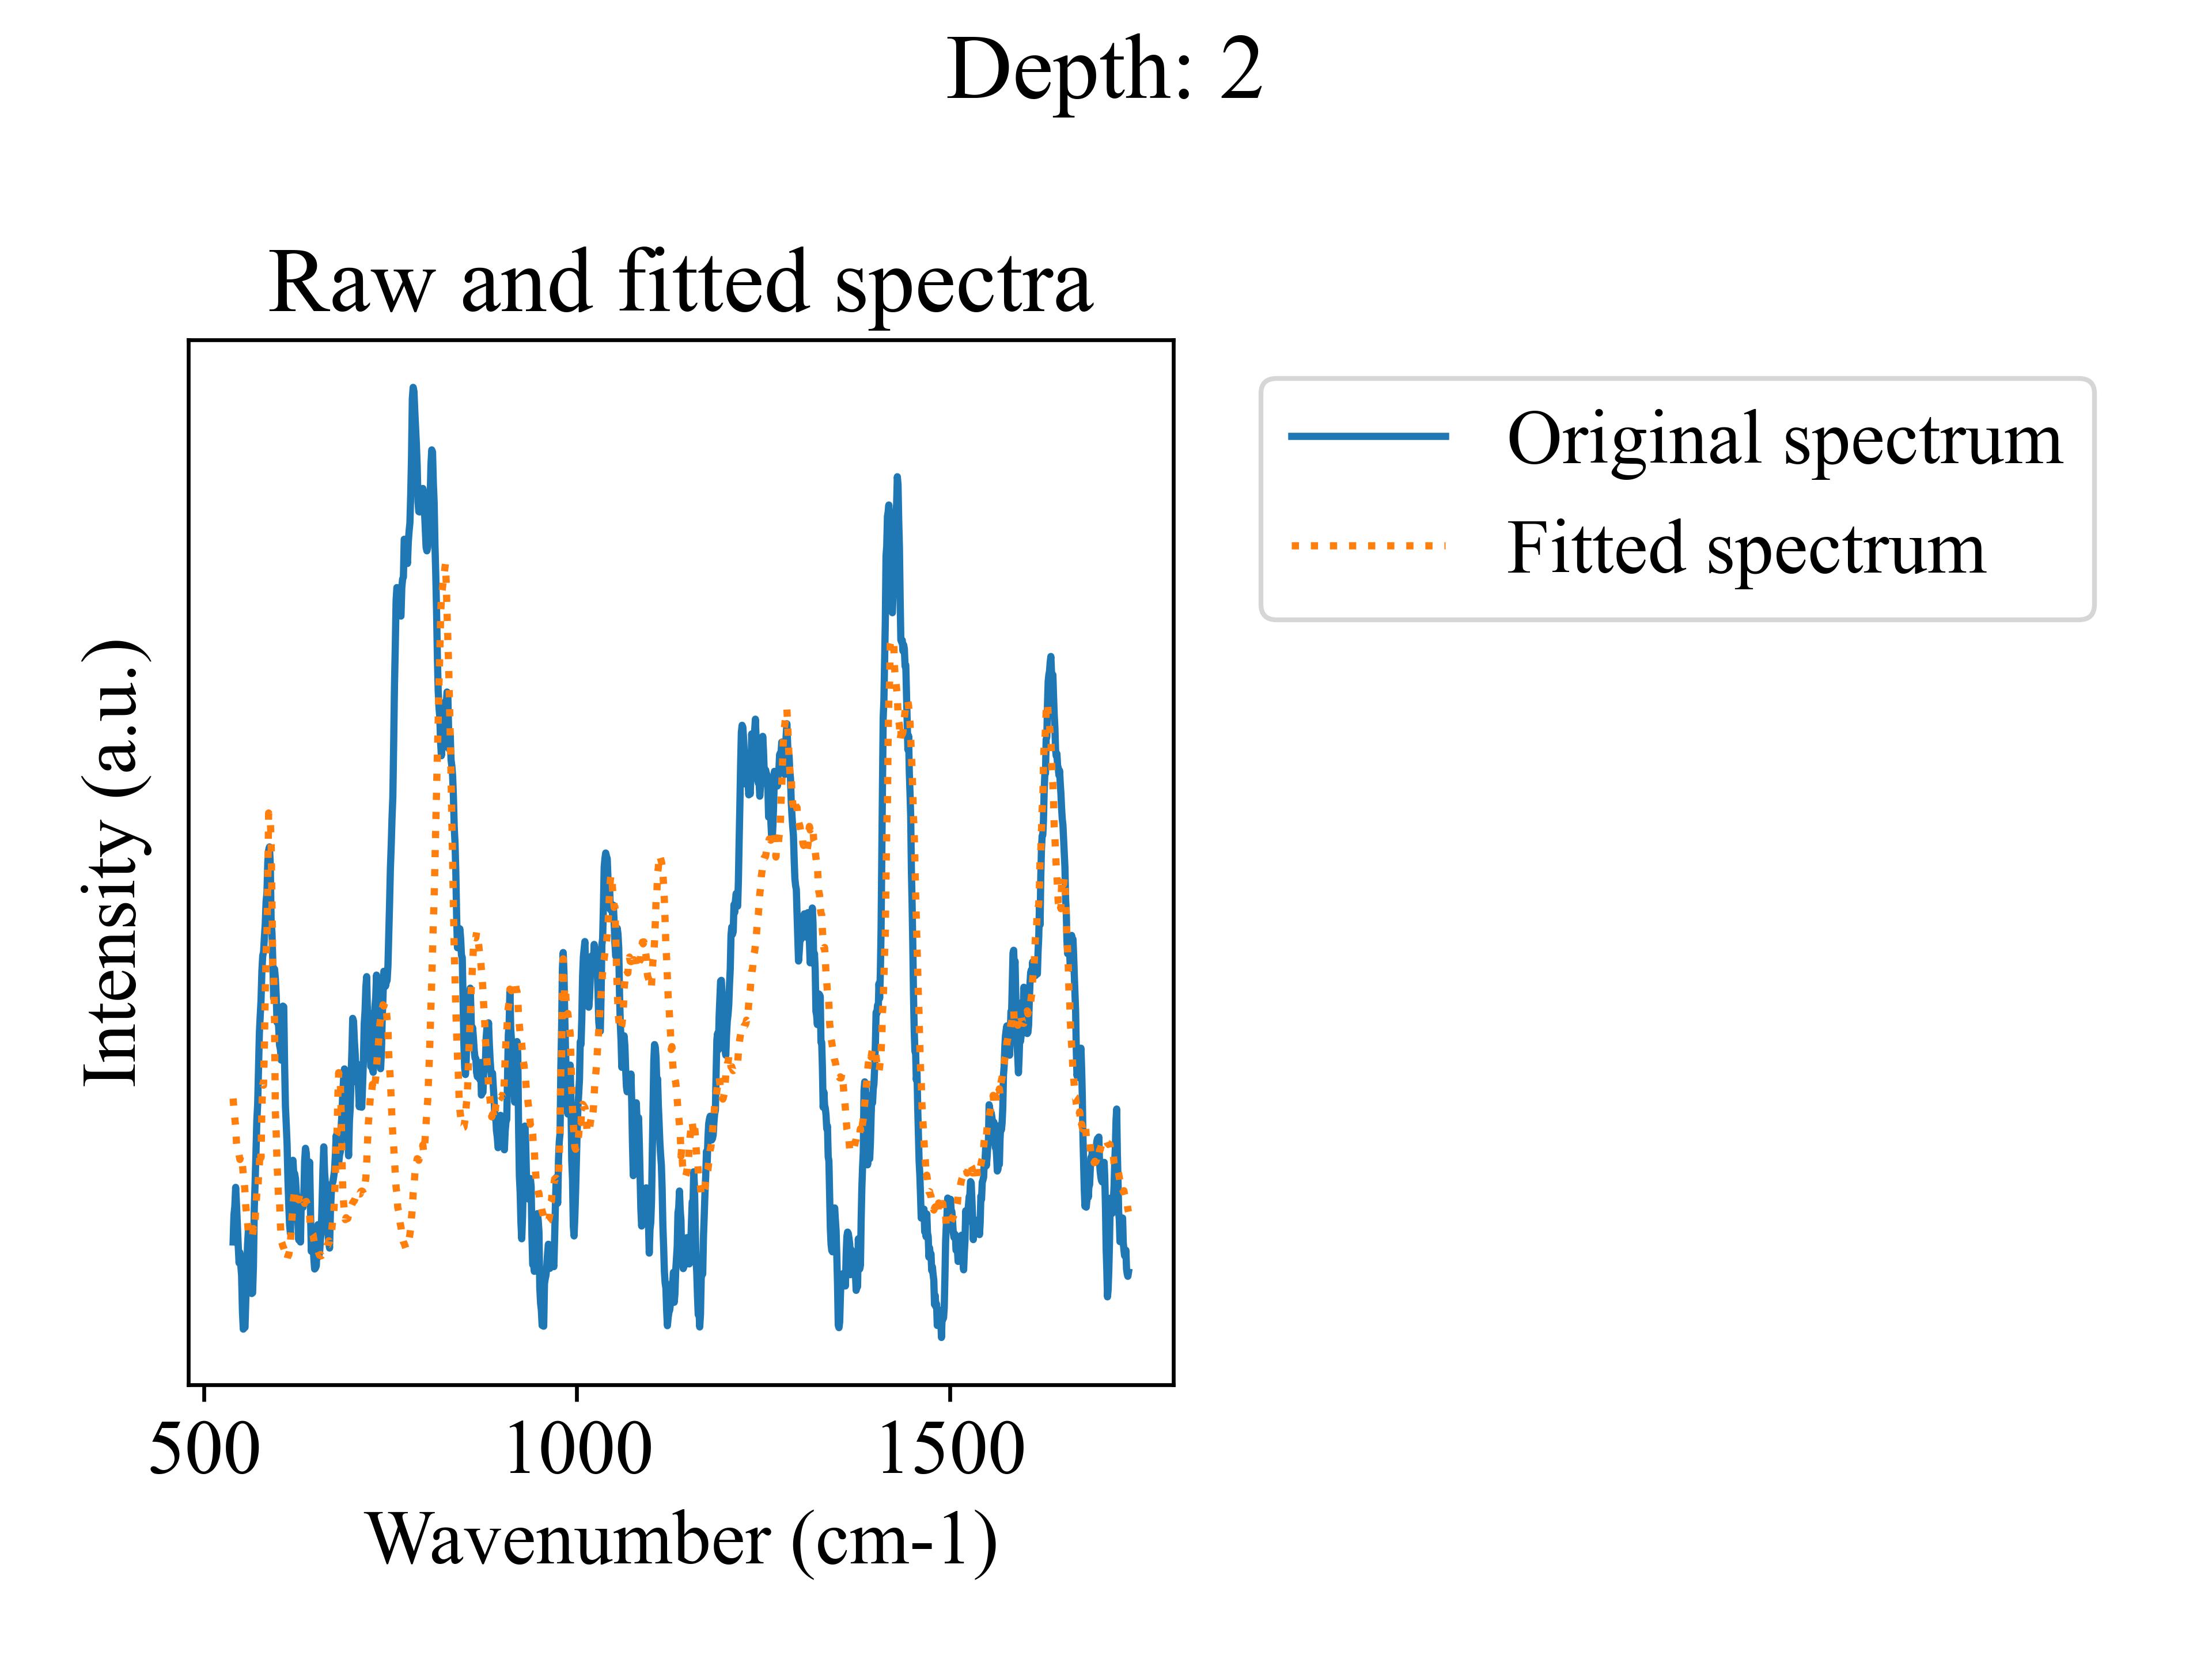 Depth: 2
Raw and fitted spectra
Original spectrum
Fitted spectrum
Intensity (a.u.)
500 1000 1500
Wavenumber (cm-1)